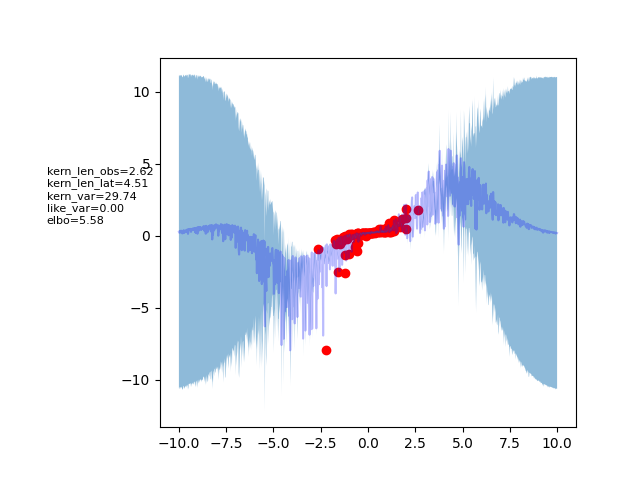 10
5
0
−5
−10
kern_len_obs=2.62
kern_len_lat=4.51
kern_var=29.74
like_var=0.00
elbo=5.58
−10.0 −7.5 −5.0 −2.5 0.0 2.5 5.0 7.5 10.0